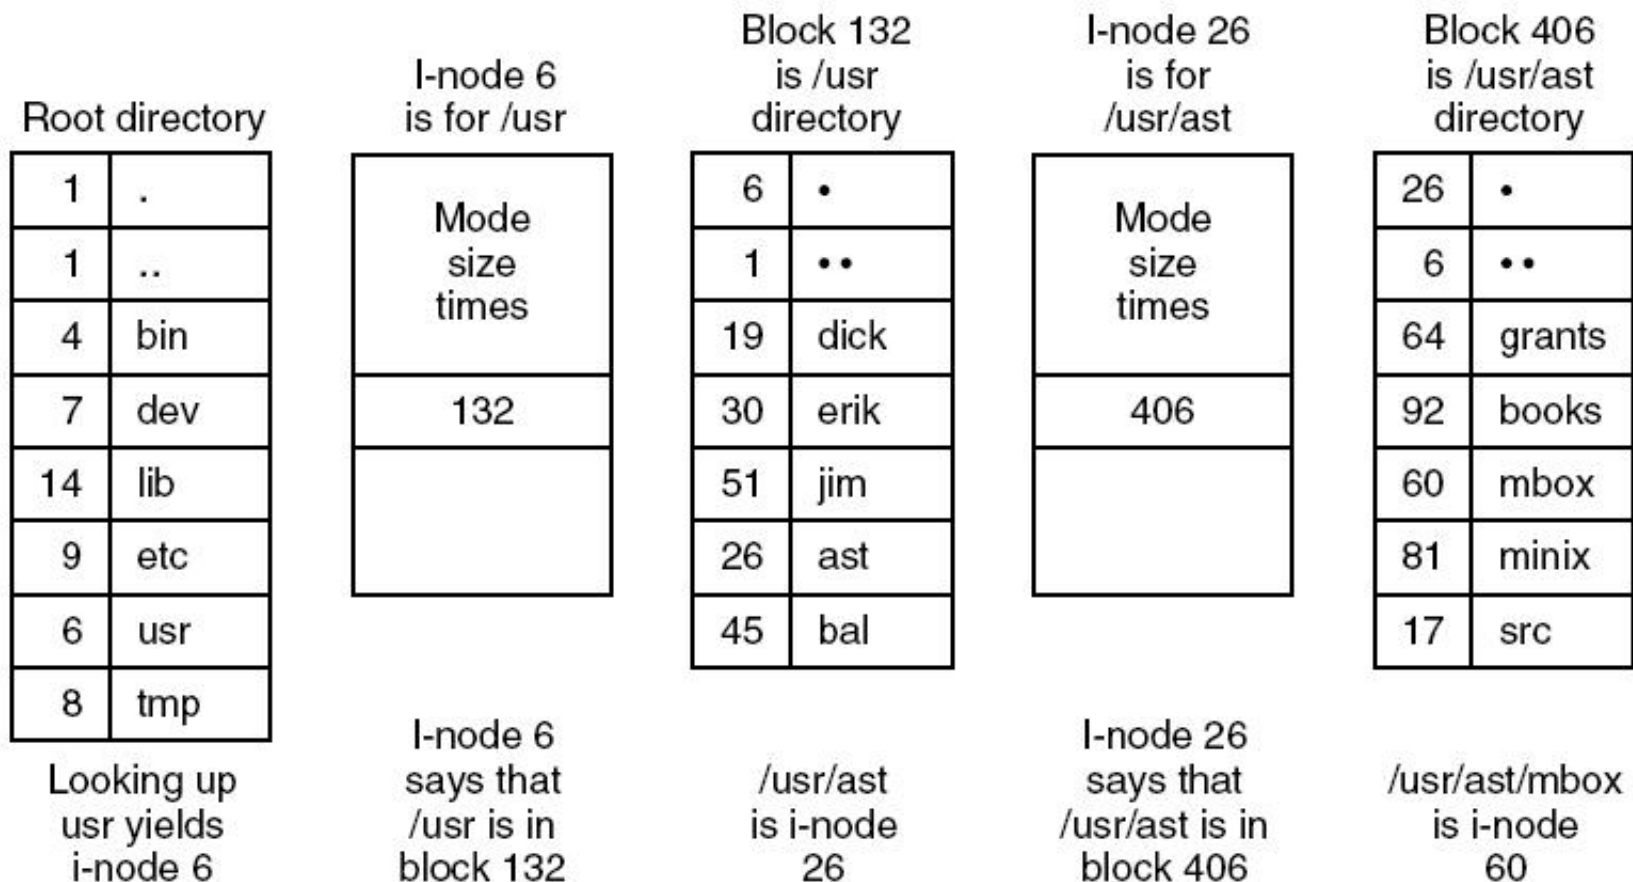 Root directory
1 .
1 ..
4 bin
7 dev
14 lib
9 etc
6 usr
8 tmp
Looking up
usr yields
i-node 6
I-node 6
is for /usr
Mode
size
times
132
I-node 6
says that
/usr is in
block 132
Block 132
is /usr
directory
6 •
1 ••
19 dick
30 erik
51 jim
26 ast
45 bal
/usr/ast
is i-node
26
I-node 26
is for
/usr/ast
Mode
size
times
406
I-node 26
says that
/usr/ast is in
block 406
Block 406
is /usr/ast
directory
26 •
6 ••
64 grants
92 books
60 mbox
81 minix
17 src
/usr/ast/mbox
is i-node
60